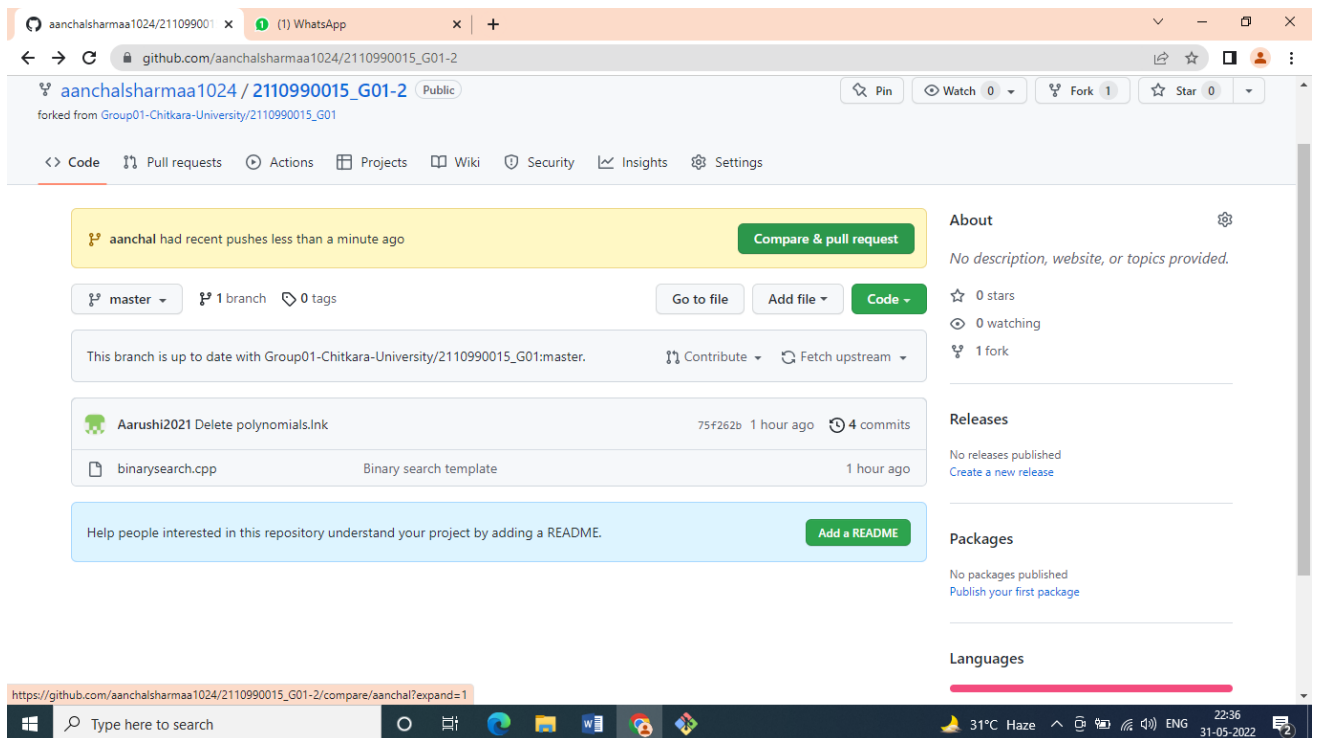 aanchalsharmaa1024/211099001
(1) WhatsApp
github.com/aanchalsharmaa1024/2110990015_G01-2
aanchalsharmaa1024 / 2110990015_G01-2 Public
Pin Watch 0 Fork 1 Star 0
forked from Group01-Chitkara-University/2110990015_G01
<> Code Pull requests Actions Projects Wiki Security Insights Settings
aanchal had recent pushes less than a minute ago Compare & pull request
master 1 branch 0 tags Go to file Add file Code
This branch is up to date with Group01-Chitkara-University/2110990015_G01:master. Contribute Fetch upstream
Aarushi2021 Delete polynomials.lnk 75f262b 1 hour ago 4 commits
binarysearch.cpp Binary search template 1 hour ago
Help people interested in this repository understand your project by adding a README. Add a README
About
No description, website, or topics provided.
0 stars
0 watching
1 fork
Releases
No releases published
Create a new release
Packages
No packages published
Publish your first package
Languages
https://github.com/aanchalsharmaa1024/2110990015_G01-2/compare/aanchal?expand=1
Type here to search
31°C Haze ENG
22:36
31-05-2022
2